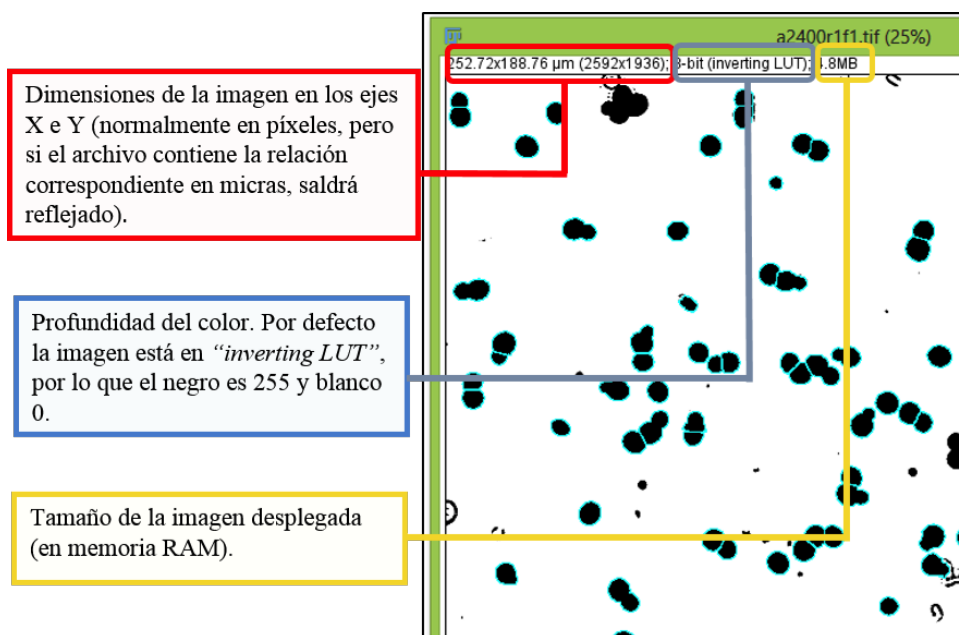 a2400r1f1.tif (25%)
252.72x188.76 µm (2592x1936); 8-bit (inverting LUT); 4.8MB
Dimensiones de la imagen en los ejes
X e Y (normalmente en píxeles, pero
si el archivo contiene la relación
correspondiente en micras, saldrá
reflejado).
Profundidad del color. Por defecto
la imagen está en “inverting LUT”,
por lo que el negro es 255 y blanco
0.
Tamaño de la imagen desplegada
(en memoria RAM).